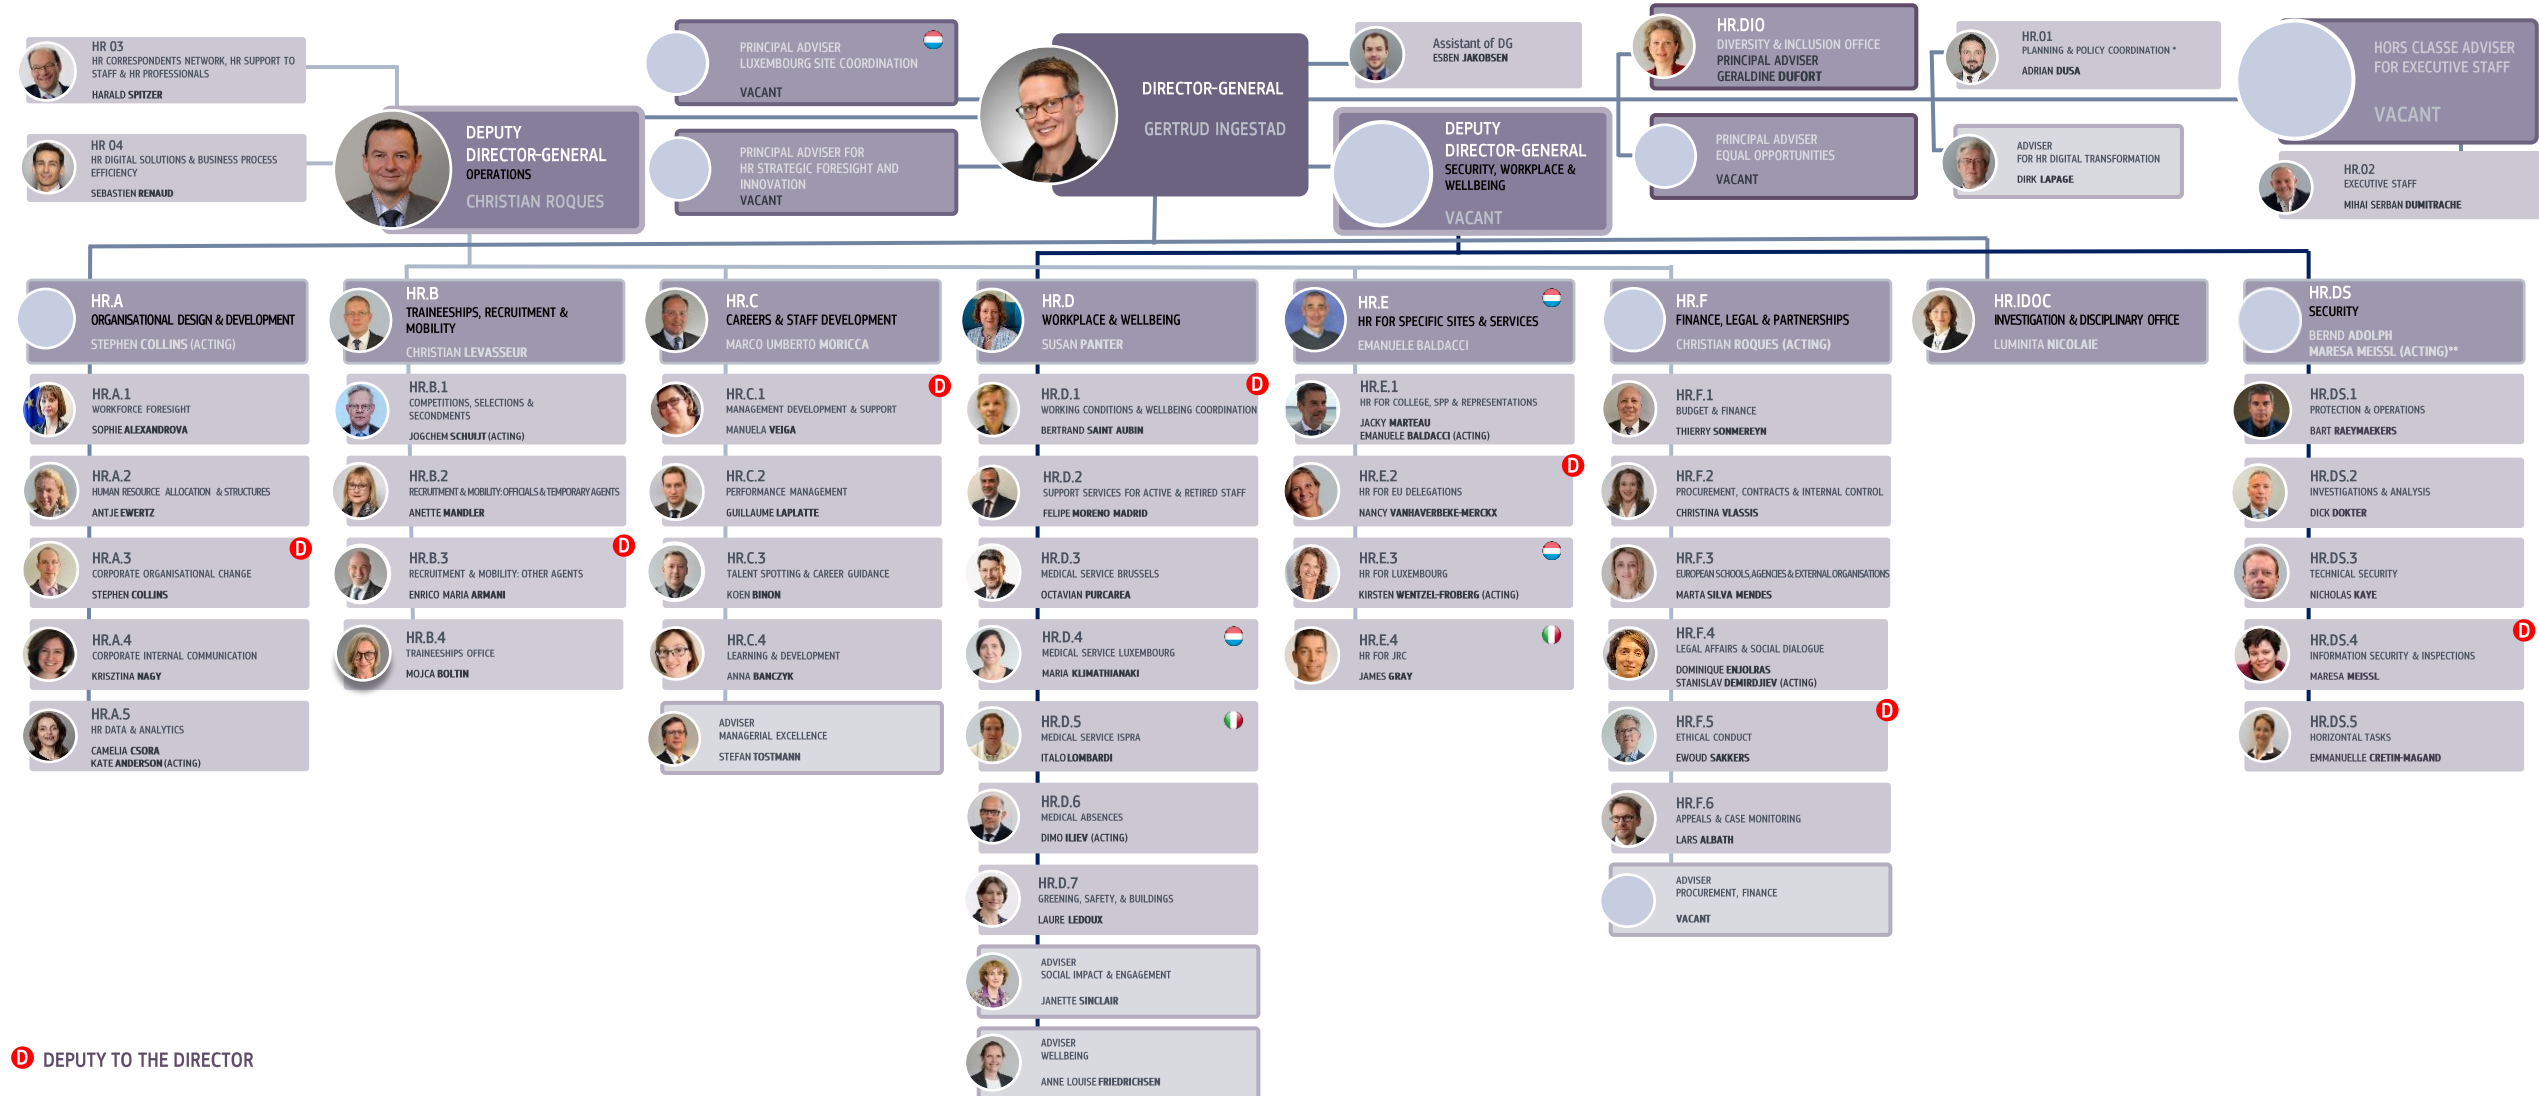 HR 03
HR CORRESPONDENTS NETWORK, HR SUPPORT TO
STAFF & HR PROFESSIONALS
HARALD SPITZER
HR 04
HR DIGITAL SOLUTIONS & BUSINESS PROCESS
EFFICIENCY
SEBASTIEN RENAUD
DEPUTY
DIRECTOR-GENERAL
OPERATIONS
CHRISTIAN ROQUES
PRINCIPAL ADVISER
LUXEMBOURG SITE COORDINATION
VACANT
PRINCIPAL ADVISER FOR
HR STRATEGIC FORESIGHT AND
INNOVATION
VACANT
DIRECTOR-GENERAL
GERTRUD INGESTAD
Assistant of DG
ESBEN JAKOBSEN
DEPUTY
DIRECTOR-GENERAL
SECURITY, WORKPLACE &
WELLBEING
VACANT
HR.DIO
DIVERSITY & INCLUSION OFFICE
PRINCIPAL ADVISER
GERALDINE DUFORT
PRINCIPAL ADVISER
EQUAL OPPORTUNITIES
VACANT
HR.01
PLANNING & POLICY COORDINATION *
ADRIAN DUSA
ADVISER
FOR HR DIGITAL TRANSFORMATION
DIRK LAPAGE
HORS CLASSE ADVISER
FOR EXECUTIVE STAFF
VACANT
HR.02
EXECUTIVE STAFF
MIHAI SERBAN DUMITRACHE
HR.A
ORGANISATIONAL DESIGN & DEVELOPMENT
STEPHEN COLLINS (ACTING)
HR.A.1
WORKFORCE FORESIGHT
SOPHIE ALEXANDROVA
HR.A.2
HUMAN RESOURCE ALLOCATION & STRUCTURES
ANTJE EWERTZ
HR.A.3
D
CORPORATE ORGANISATIONAL CHANGE
STEPHEN COLLINS
HR.A.4
CORPORATE INTERNAL COMMUNICATION
KRISZTINA NAGY
HR.A.5
HR DATA & ANALYTICS
CAMELIA CSORA
KATE ANDERSON (ACTING)
HR.B
TRAINEESHIPS, RECRUITMENT &
MOBILITY
CHRISTIAN LEVASSEUR
HR.B.1
COMPETITIONS, SELECTIONS &
SECONDMENTS
JOGCHEM SCHUIJT (ACTING)
HR.B.2
RECRUITMENT & MOBILITY: OFFICIALS & TEMPORARY AGENTS
ANETTE MANDLER
HR.B.3
D
RECRUITMENT & MOBILITY: OTHER AGENTS
ENRICO MARIA ARMANI
HR.B.4
TRAINEESHIPS OFFICE
MOJCA BOLTIN
HR.C
CAREERS & STAFF DEVELOPMENT
MARCO UMBERTO MORICCA
HR.C.1
D
MANAGEMENT DEVELOPMENT & SUPPORT
MANUELA VEIGA
HR.C.2
PERFORMANCE MANAGEMENT
GUILLAUME LAPLATTE
HR.C.3
TALENT SPOTTING & CAREER GUIDANCE
KOEN BINON
HR.C.4
LEARNING & DEVELOPMENT
ANNA BANCZYK
ADVISER
MANAGERIAL EXCELLENCE
STEFAN TOSTMANN
HR.D
WORKPLACE & WELLBEING
SUSAN PANTER
HR.D.1
D
WORKING CONDITIONS & WELLBEING COORDINATION
BERTRAND SAINT AUBIN
HR.D.2
SUPPORT SERVICES FOR ACTIVE & RETIRED STAFF
FELIPE MORENO MADRID
HR.D.3
MEDICAL SERVICE BRUSSELS
OCTAVIAN PURCAREA
HR.D.4
MEDICAL SERVICE LUXEMBOURG
MARIA KLIMATHIANAKI
HR.D.5
MEDICAL SERVICE ISPRA
ITALO LOMBARDI
HR.D.6
MEDICAL ABSENCES
DIMO ILIEV (ACTING)
HR.D.7
GREENING, SAFETY, & BUILDINGS
LAURE LEDOUX
ADVISER
SOCIAL IMPACT & ENGAGEMENT
JANETTE SINCLAIR
ADVISER
WELLBEING
ANNE LOUISE FRIEDRICHSEN
HR.E
HR FOR SPECIFIC SITES & SERVICES
EMANUELE BALDACCI
HR.E.1
HR FOR COLLEGE, SPP & REPRESENTATIONS
JACKY MARTEAU
EMANUELE BALDACCI (ACTING)
HR.E.2
D
HR FOR EU DELEGATIONS
NANCY VANHAVERBEKE-MERCKX
HR.E.3
HR FOR LUXEMBOURG
KIRSTEN WENTZEL-FROBERG (ACTING)
HR.E.4
HR FOR JRC
JAMES GRAY
HR.F
FINANCE, LEGAL & PARTNERSHIPS
CHRISTIAN ROQUES (ACTING)
HR.F.1
BUDGET & FINANCE
THIERRY SONMEREYN
HR.F.2
PROCUREMENT, CONTRACTS & INTERNAL CONTROL
CHRISTINA VLASSIS
HR.F.3
EUROPEAN SCHOOLS, AGENCIES & EXTERNAL ORGANISATIONS
MARTA SILVA MENDES
HR.F.4
LEGAL AFFAIRS & SOCIAL DIALOGUE
DOMINIQUE ENJOLRAS
STANISLAV DEMIRDJIEV (ACTING)
HR.F.5
D
ETHICAL CONDUCT
EWOUD SAKKERS
HR.F.6
APPEALS & CASE MONITORING
LARS ALBATH
ADVISER
PROCUREMENT, FINANCE
VACANT
HR.IDOC
INVESTIGATION & DISCIPLINARY OFFICE
LUMINITA NICOLAIE
HR.DS
SECURITY
BERND ADOLPH
MARESA MEISSL (ACTING)**
HR.DS.1
PROTECTION & OPERATIONS
BART RAEYMAEKERS
HR.DS.2
INVESTIGATIONS & ANALYSIS
DICK DOKTER
HR.DS.3
TECHNICAL SECURITY
NICHOLAS KAYE
HR.DS.4
D
INFORMATION SECURITY & INSPECTIONS
MARESA MEISSL
HR.DS.5
HORIZONTAL TASKS
EMMANUELLE CRETIN-MAGAND
D DEPUTY TO THE DIRECTOR